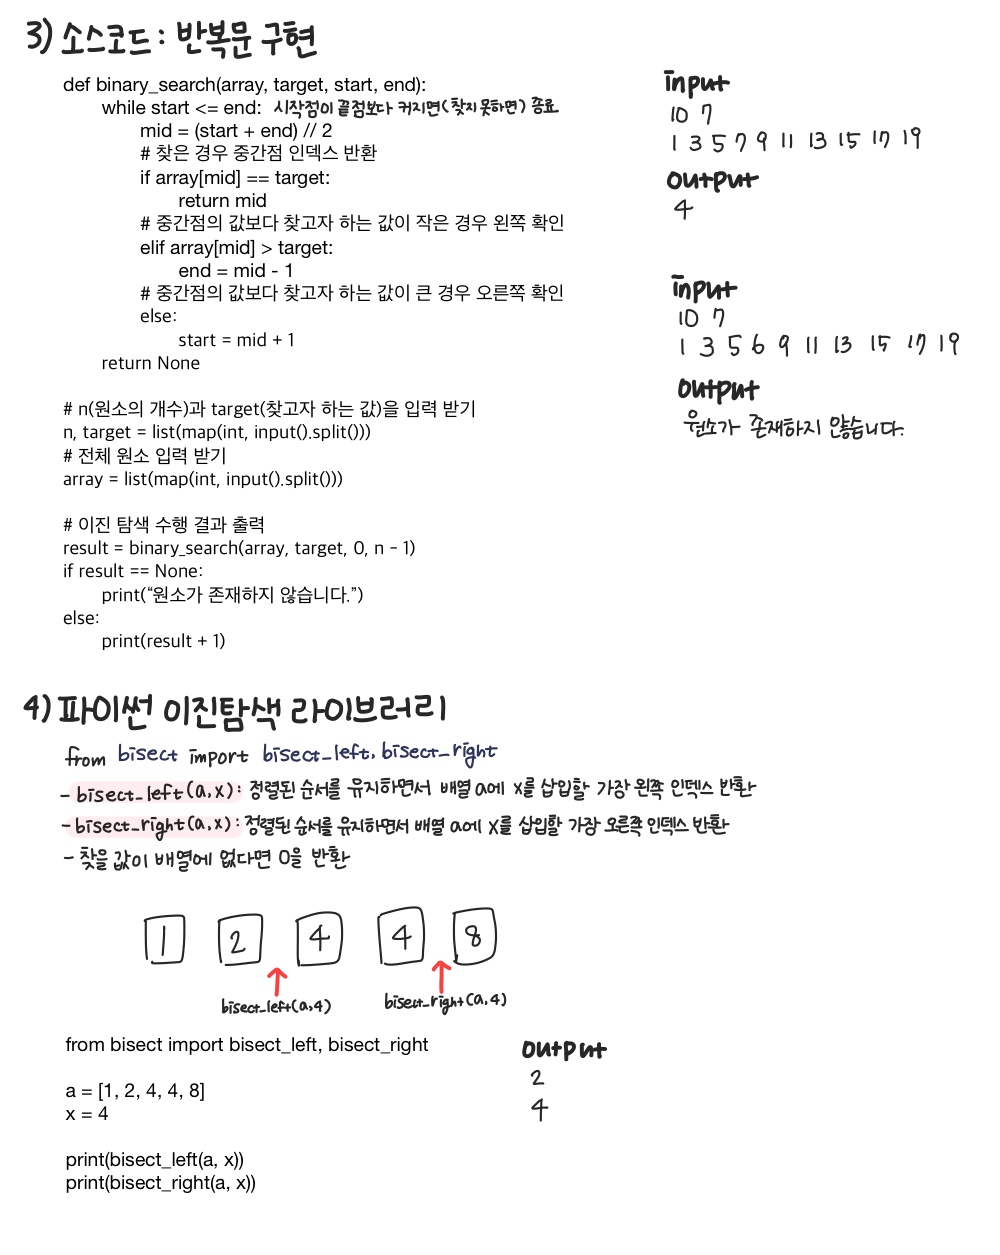 3) 소스코드 : 반복문 구현
def binary_search(array, target, start, end):
while start <= end: 시작점이 끝점보다 커지면(찾지 못하면) 종료
mid = (start + end) // 2
# 찾은 경우 중간점 인덱스 반환
if array[mid] == target:
return mid
# 중간점의 값보다 찾고자 하는 값이 작은 경우 왼쪽 확인
elif array[mid] > target:
end = mid - 1
# 중간점의 값보다 찾고자 하는 값이 큰 경우 오른쪽 확인
else:
start = mid + 1
return None
# n(원소의 개수)과 target(찾고자 하는 값)을 입력 받기
n, target = list(map(int, input().split()))
# 전체 원소 입력 받기
array = list(map(int, input().split()))
# 이진 탐색 수행 결과 출력
result = binary_search(array, target, 0, n - 1)
if result == None:
print(“원소가 존재하지 않습니다.”)
else:
print(result + 1)
input
10 7
1 3 5 7 9 11 13 15 17 19
output
4
input
10 7
1 3 5 6 9 11 13 15 17 19
output
원소가 존재하지 않습니다.
4) 파이썬 이진탐색 라이브러리
from bisect import bisect_left, bisect_right
- bisect_left(a,x) : 정렬된 순서를 유지하면서 배열 a에 x를 삽입할 가장 왼쪽 인덱스 반환
- bisect_right(a,x) : 정렬된 순서를 유지하면서 배열 a에 x를 삽입할 가장 오른쪽 인덱스 반환
- 찾을 값이 배열에 없다면 0을 반환
1 2 4 4 8
bisect_left(a,4) bisect_right(a,4)
from bisect import bisect_left, bisect_right
a = [1, 2, 4, 4, 8]
x = 4
print(bisect_left(a, x))
print(bisect_right(a, x))
output
2
4